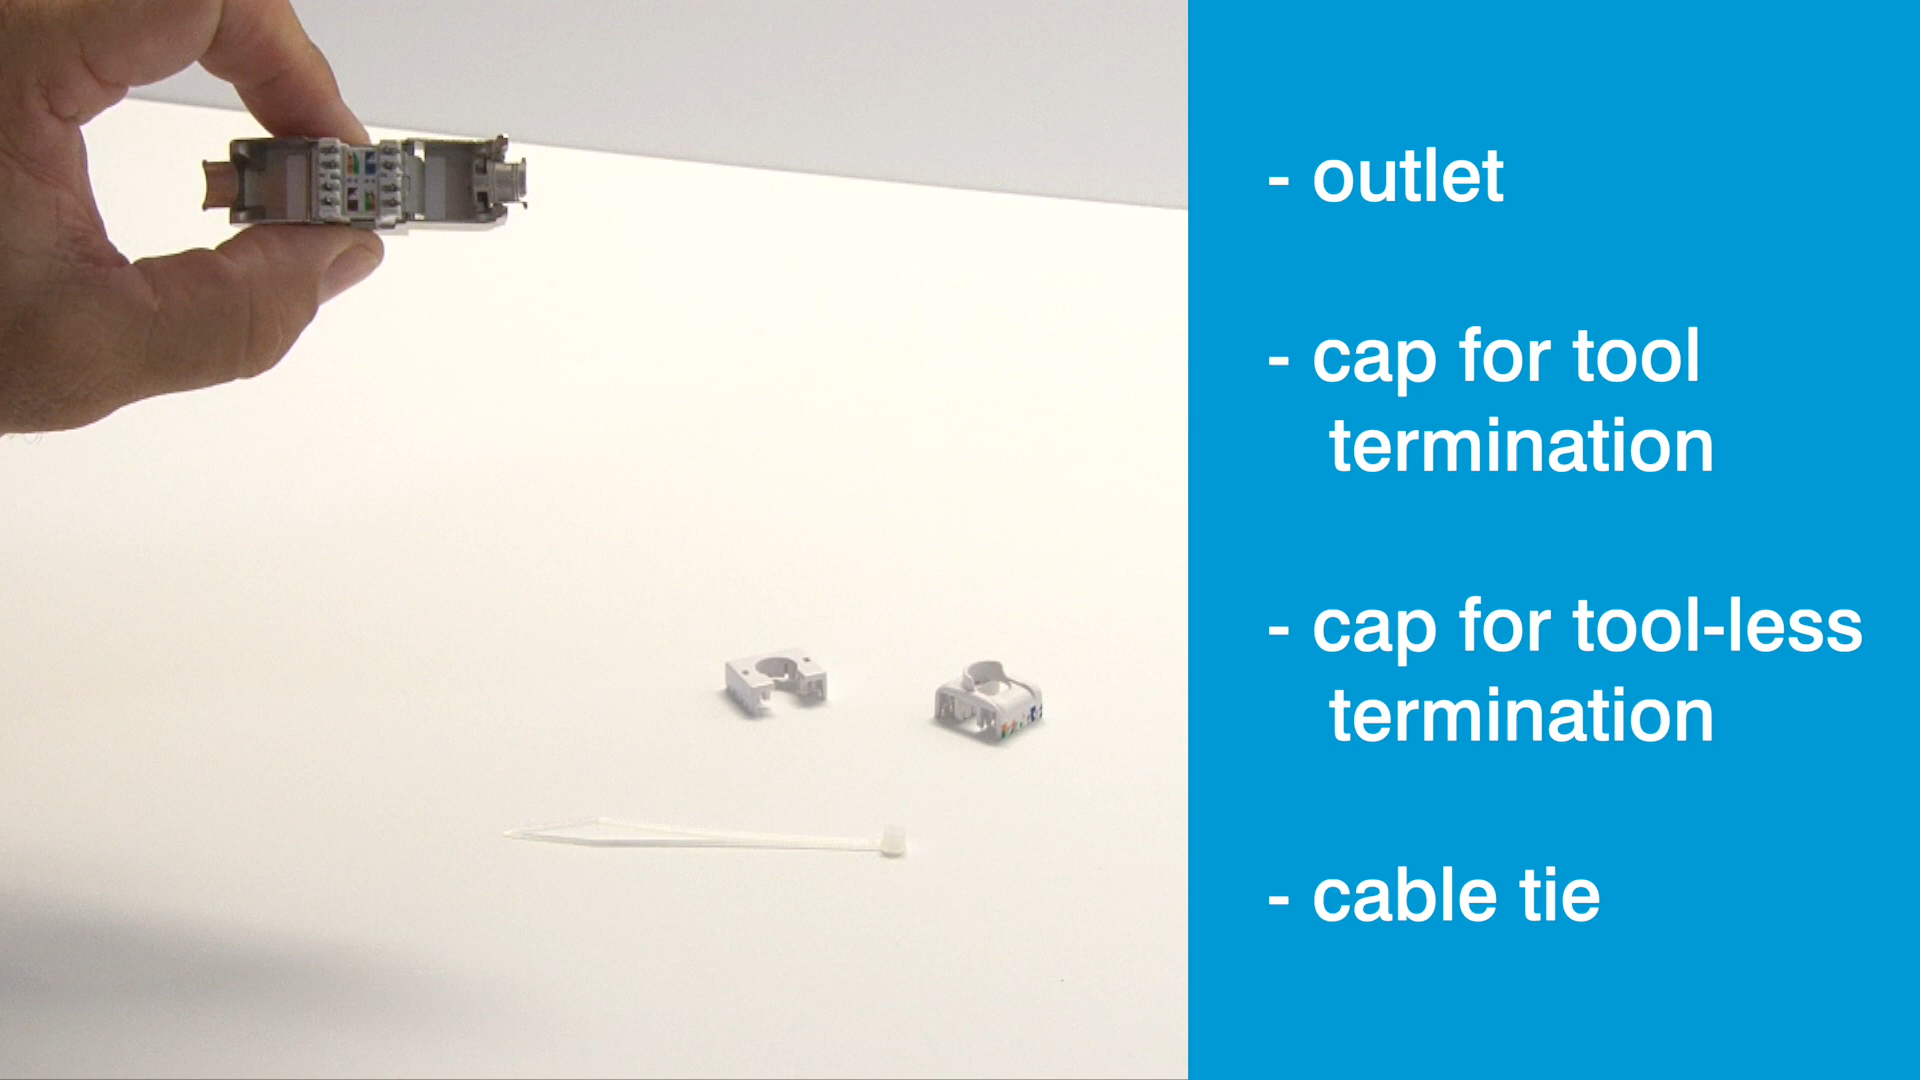 - outlet
- cap for tool
termination
- cap for tool-less
termination
- cable tie